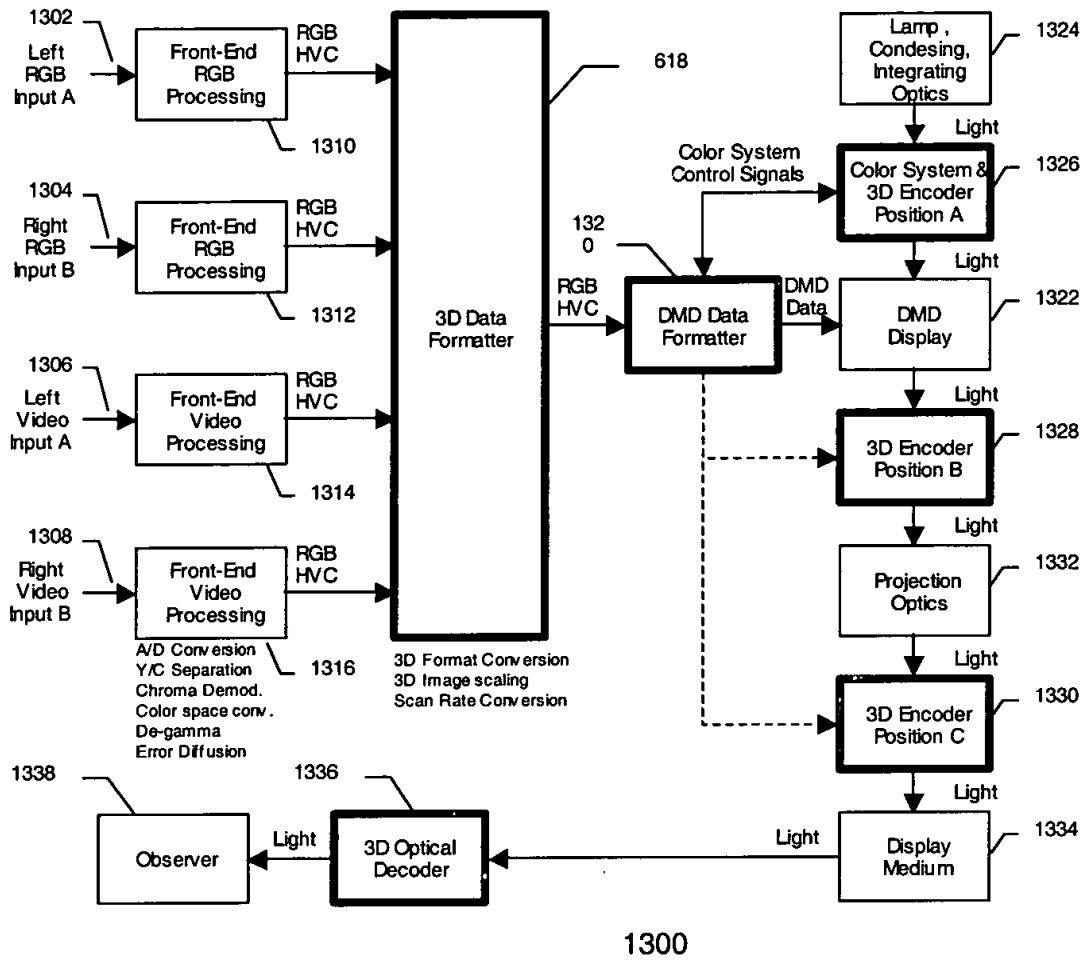 1302
Left
RGB
Input A
Front-End
RGB
Processing
RGB
HVC
1310
1304
Right
RGB
Input B
Front-End
RGB
Processing
RGB
HVC
1312
1306
Left
Video
Input A
Front-End
Video
Processing
RGB
HVC
1314
1308
Right
Video
Input B
Front-End
Video
Processing
RGB
HVC
1316
A/D Conversion
Y/C Separation
Chroma Demod.
Color space conv.
De-gamma
Error Diffusion
618
3D Data
Formatter
3D Format Conversion
3D Image scaling
Scan Rate Conversion
RGB
HVC
132
0
DMD Data
Formatter
Color System
Control Signals
DMD
Data
Lamp ,
Condesing,
Integrating
Optics
1324
Light
Color System &
3D Encoder
Position A
1326
Light
DMD
Display
1322
Light
3D Encoder
Position B
1328
Light
Projection
Optics
1332
Light
3D Encoder
Position C
1330
Light
Display
Medium
1334
Light
3D Optical
Decoder
1336
Light
Observer
1338
1300